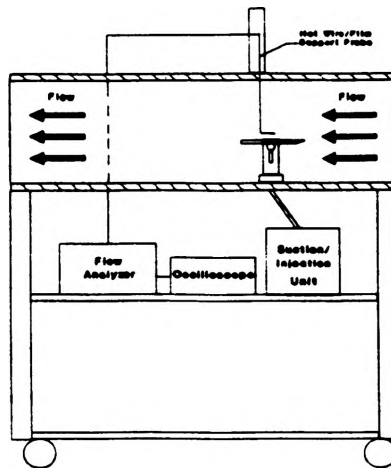 Hot Wire/Film
Support Probe
Flow
Flow
Flow
Analyzer
Oscilloscope
Suction/
Injection
Unit